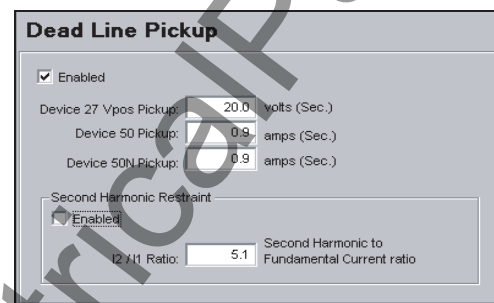 Dead Line Pickup
Enabled
Device 27 Vpos Pickup: 20.0 volts (Sec.)
Device 50 Pickup: 0.9 amps (Sec.)
Device 50N Pickup: 0.9 amps (Sec.)
Second Harmonic Restraint
Enabled
I2 / I1 Ratio: 5.1 Second Harmonic to
Fundamental Current ratio